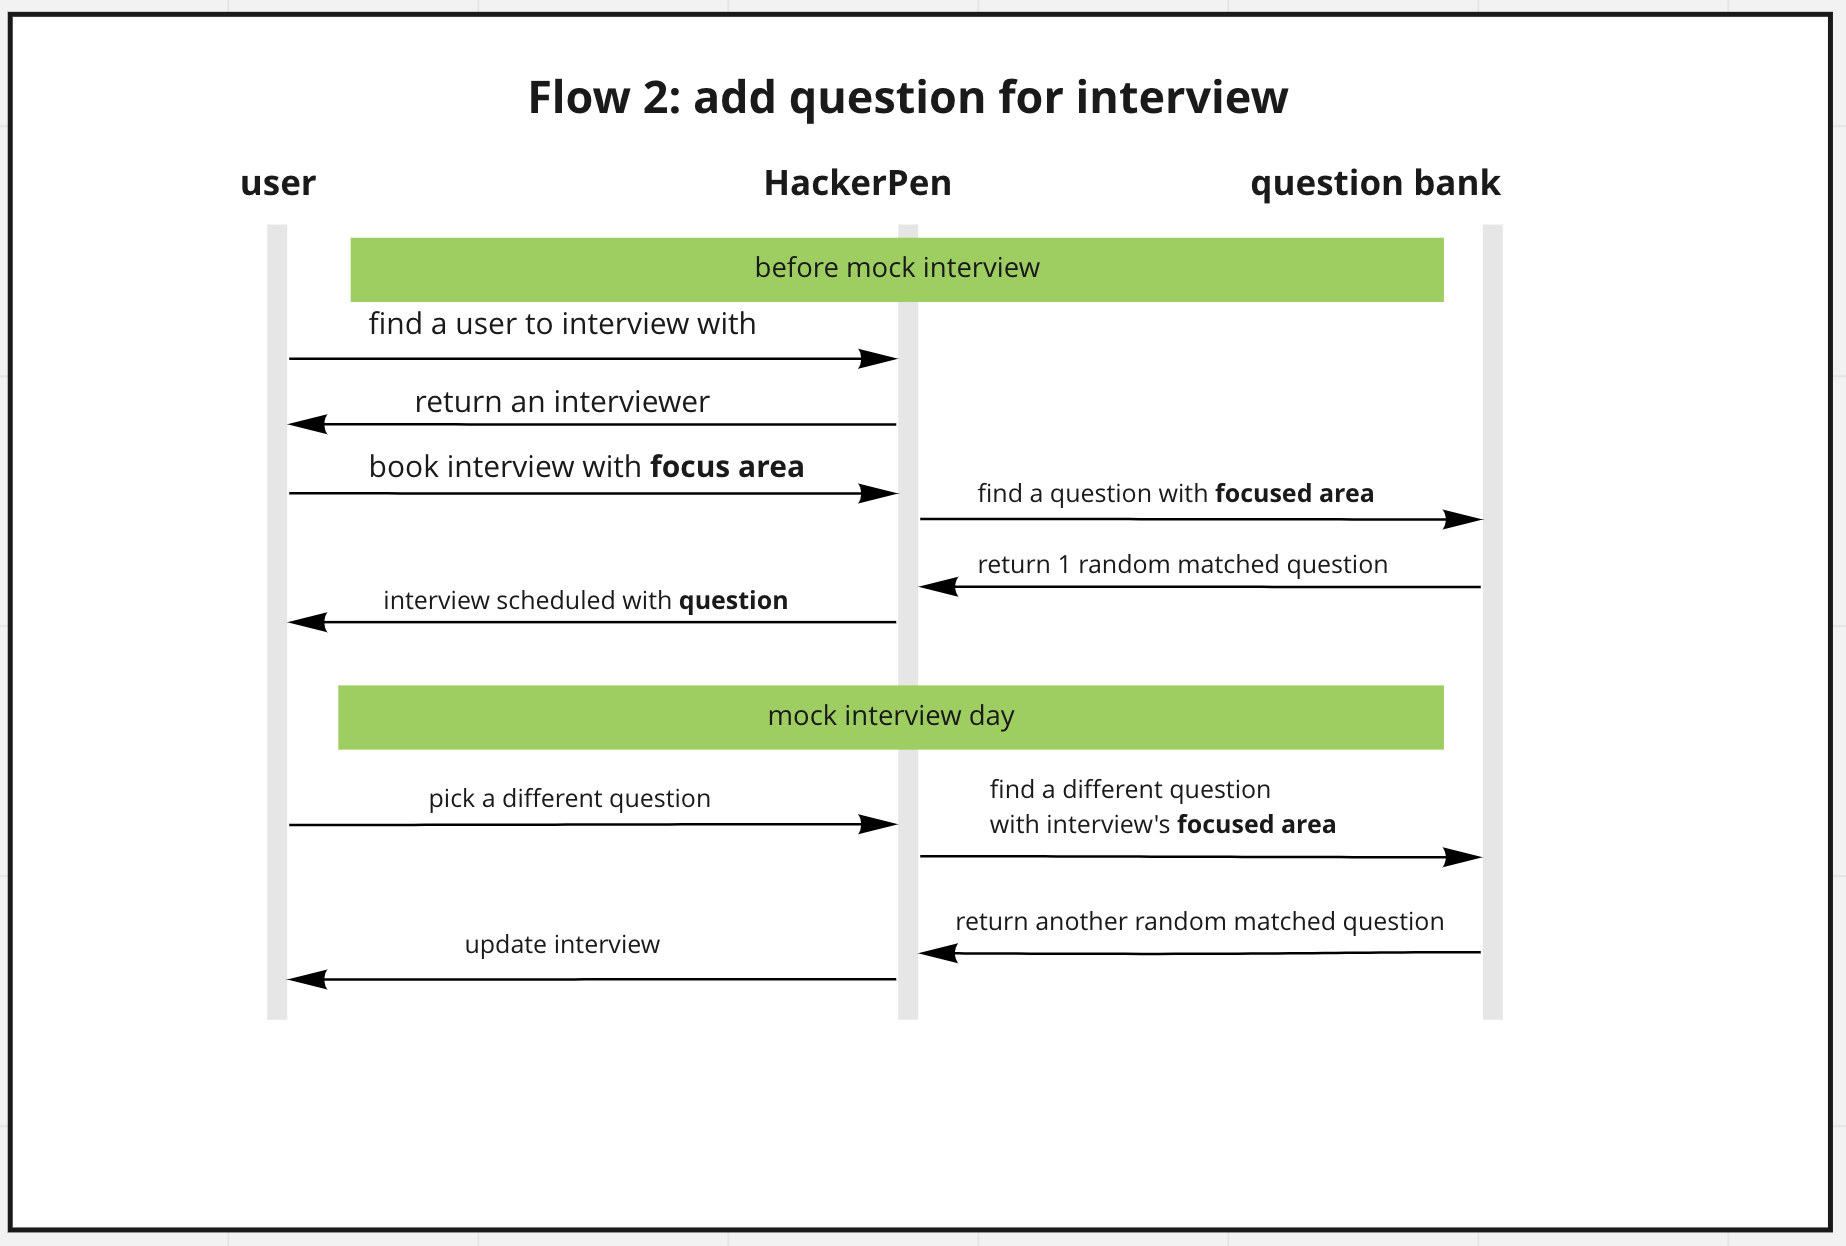 Flow 2: add question for interview
user
HackerPen
question bank
before mock interview
find a user to interview with
return an interviewer
book interview with focus area
find a question with focused area
return 1 random matched question
interview scheduled with question
mock interview day
pick a different question
find a different question
with interview's focused area
return another random matched question
update interview